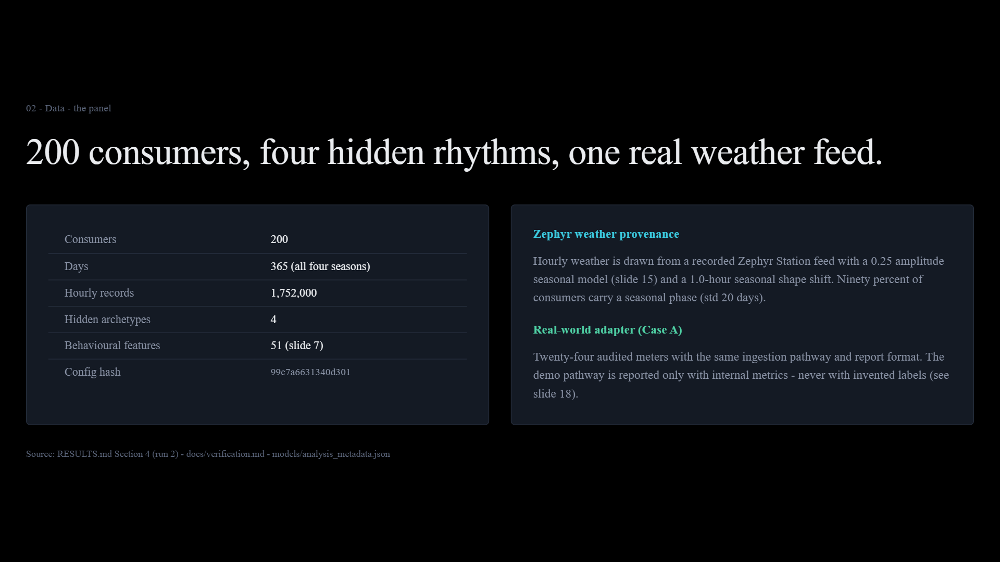 02 - Data - the panel
200 consumers, four hidden rhythms, one real weather feed.
Consumers 200
Days 365 (all four seasons)
Hourly records 1,752,000
Hidden archetypes 4
Behavioural features 51 (slide 7)
Config hash 99c7a6631340d301
Zephyr weather provenance
Hourly weather is drawn from a recorded Zephyr Station feed with a 0.25 amplitude
seasonal model (slide 15) and a 1.0-hour seasonal shape shift. Ninety percent of
consumers carry a seasonal phase (std 20 days).
Real-world adapter (Case A)
Twenty-four audited meters with the same ingestion pathway and report format. The
demo pathway is reported only with internal metrics - never with invented labels (see
slide 18).
Source: RESULTS.md Section 4 (run 2) - docs/verification.md - models/analysis_metadata.json